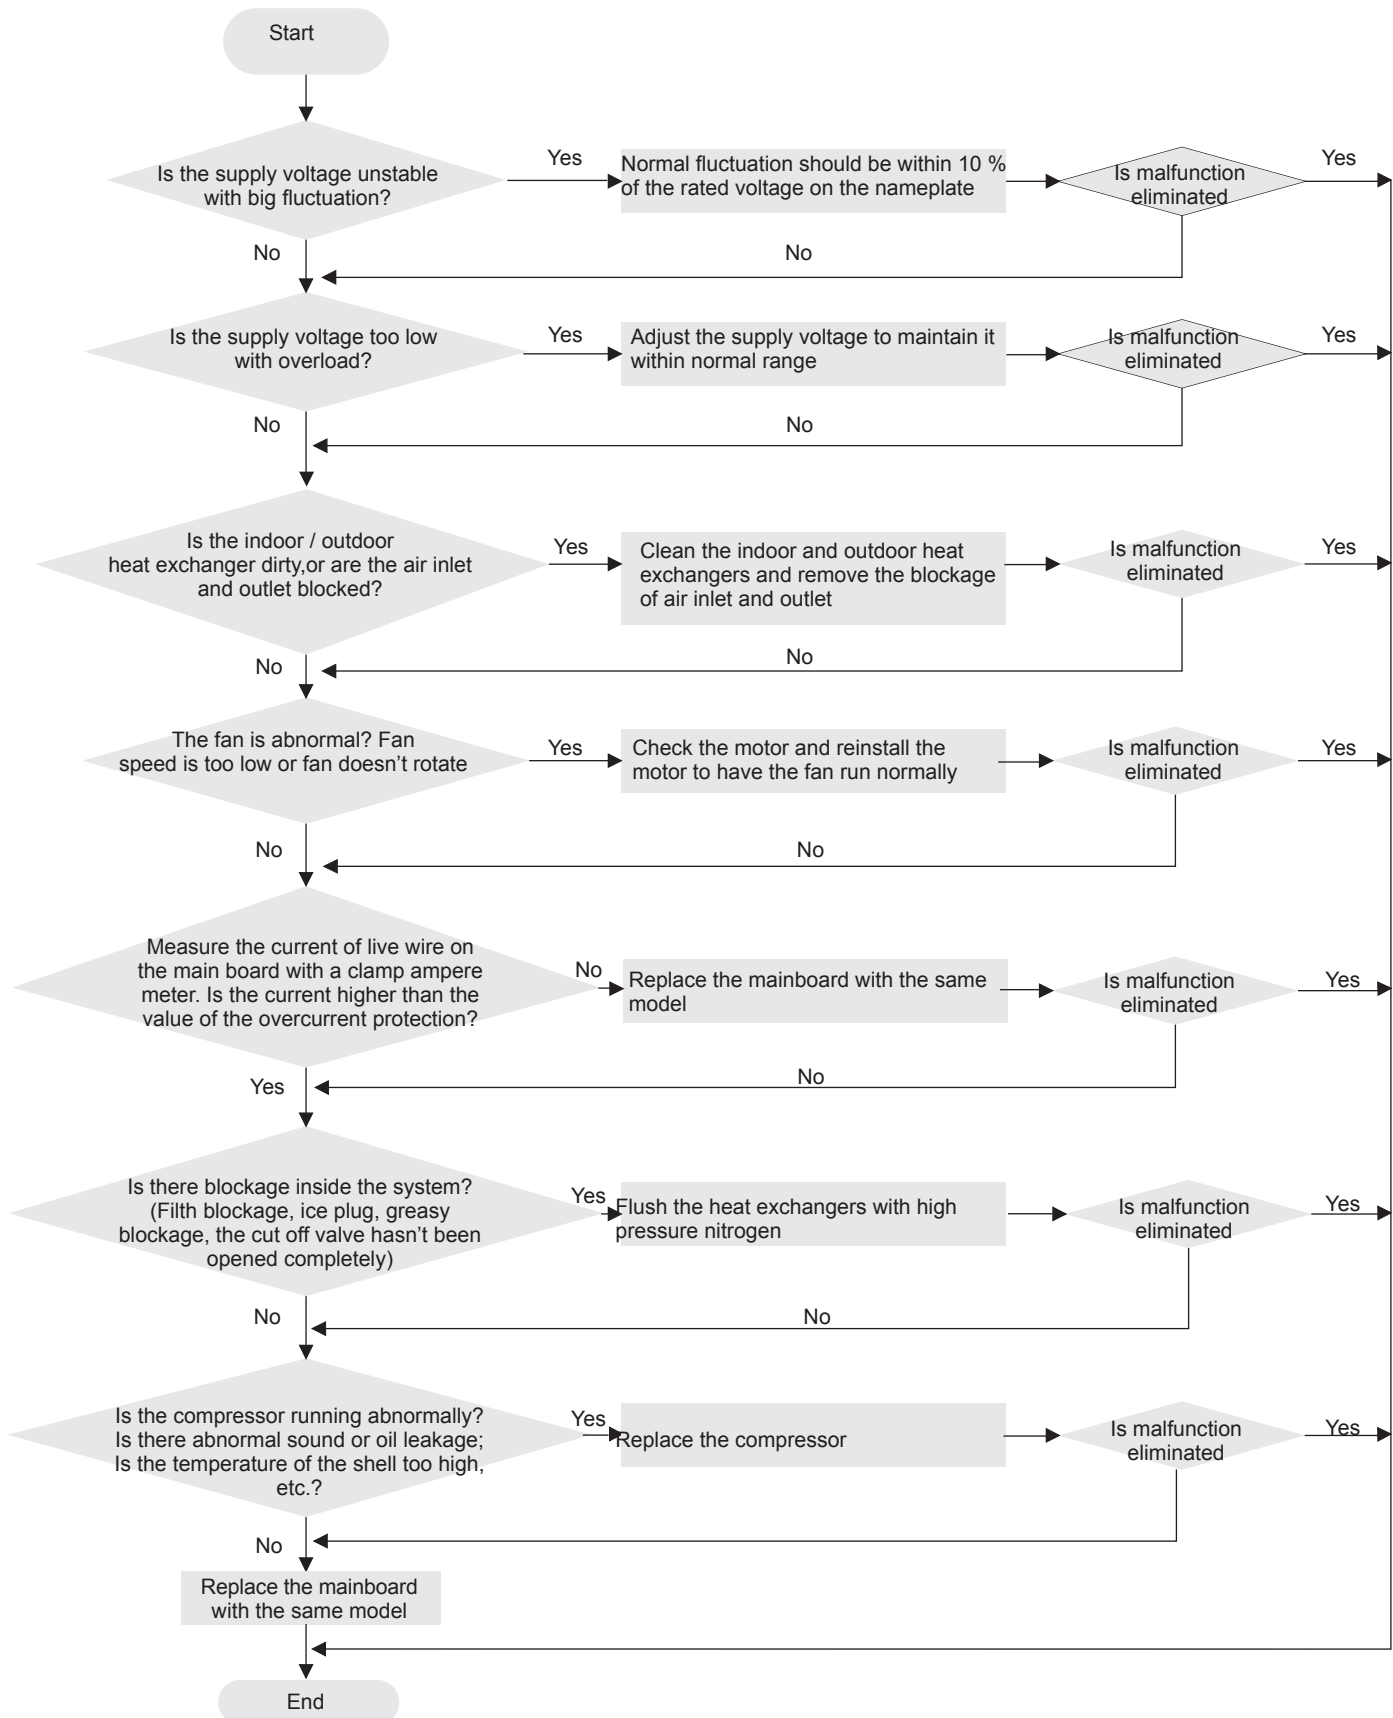 Start
Is the supply voltage unstable
with big fluctuation?
Yes
Normal fluctuation should be within 10 %
of the rated voltage on the nameplate
Is malfunction
eliminated
Yes
No
No
Is the supply voltage too low
with overload?
Yes
Adjust the supply voltage to maintain it
within normal range
Is malfunction
eliminated
Yes
No
No
Is the indoor / outdoor
heat exchanger dirty,or are the air inlet
and outlet blocked?
Yes
Clean the indoor and outdoor heat
exchangers and remove the blockage
of air inlet and outlet
Is malfunction
eliminated
Yes
No
No
The fan is abnormal? Fan
speed is too low or fan doesn't rotate
Yes
Check the motor and reinstall the
motor to have the fan run normally
Is malfunction
eliminated
Yes
No
No
Measure the current of live wire on
the main board with a clamp ampere
meter. Is the current higher than the
value of the overcurrent protection?
No
Replace the mainboard with the same
model
Is malfunction
eliminated
Yes
Yes
No
Is there blockage inside the system?
(Filth blockage, ice plug, greasy
blockage, the cut off valve hasn't been
opened completely)
Yes
Flush the heat exchangers with high
pressure nitrogen
Is malfunction
eliminated
Yes
No
No
Is the compressor running abnormally?
Is there abnormal sound or oil leakage;
Is the temperature of the shell too high,
etc.?
Yes
Replace the compressor
Is malfunction
eliminated
Yes
No
Replace the mainboard
with the same model
End